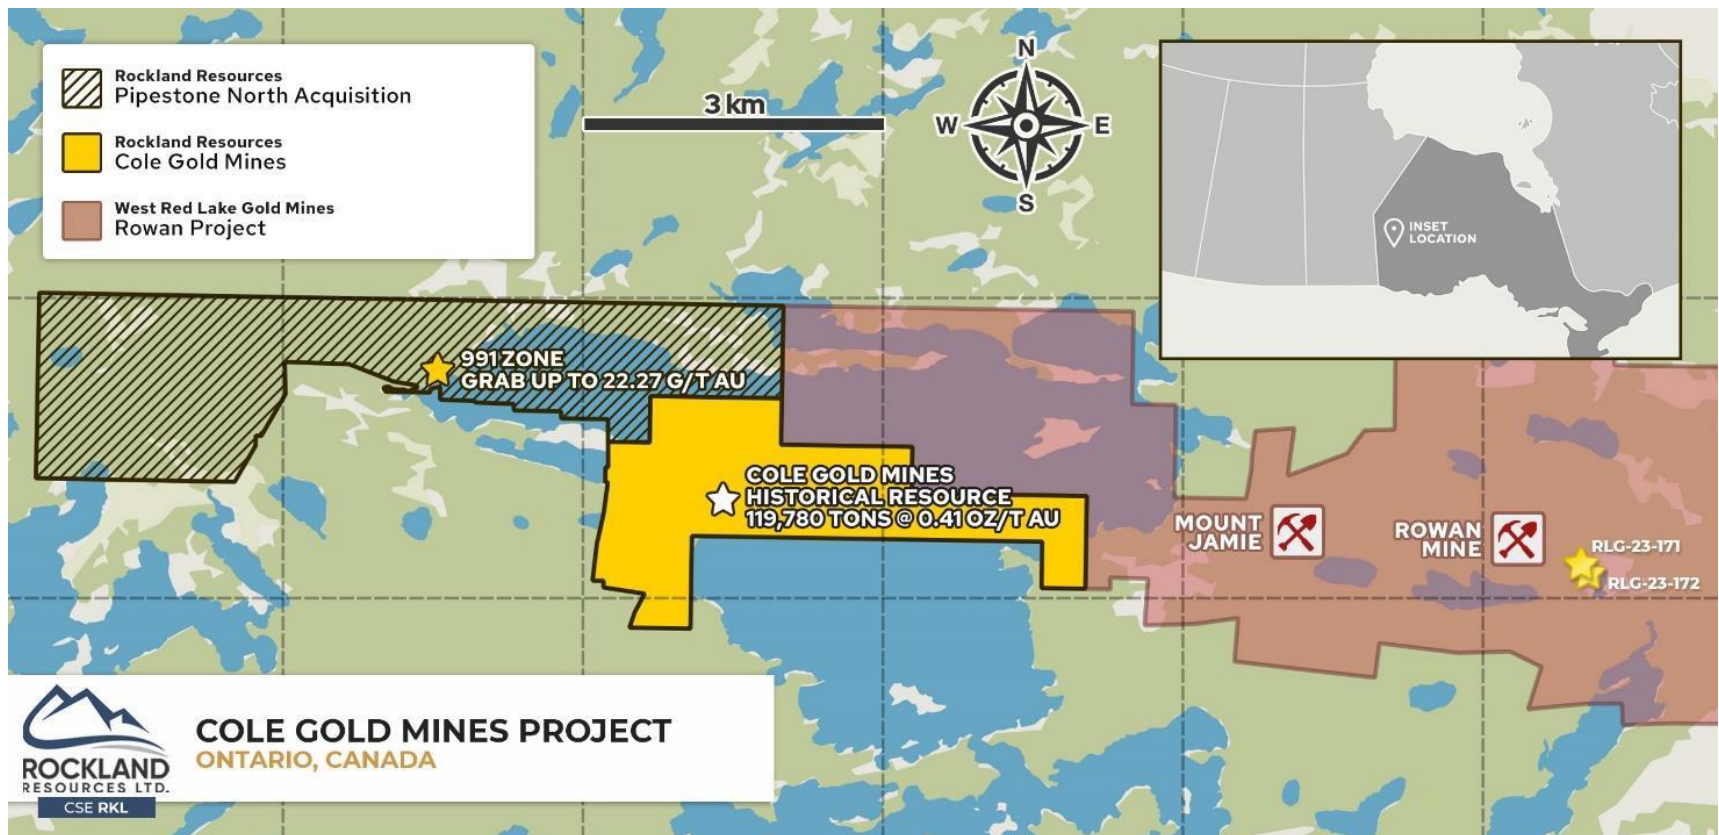 Rockland Resources
Pipestone North Acquisition
Rockland Resources
Cole Gold Mines
West Red Lake Gold Mines
Rowan Project
3 km
N
W
E
S
INSET
LOCATION
991 ZONE
GRAB UP TO 22.27 G/T AU
COLE GOLD MINES
HISTORICAL RESOURCE
119,780 TONS @ 0.41 OZ/T AU
MOUNT
JAMIE
ROWAN
MINE
RLG-23-171
RLG-23-172
ROCKLAND
RESOURCES LTD.
CSE RKL
COLE GOLD MINES PROJECT
ONTARIO, CANADA